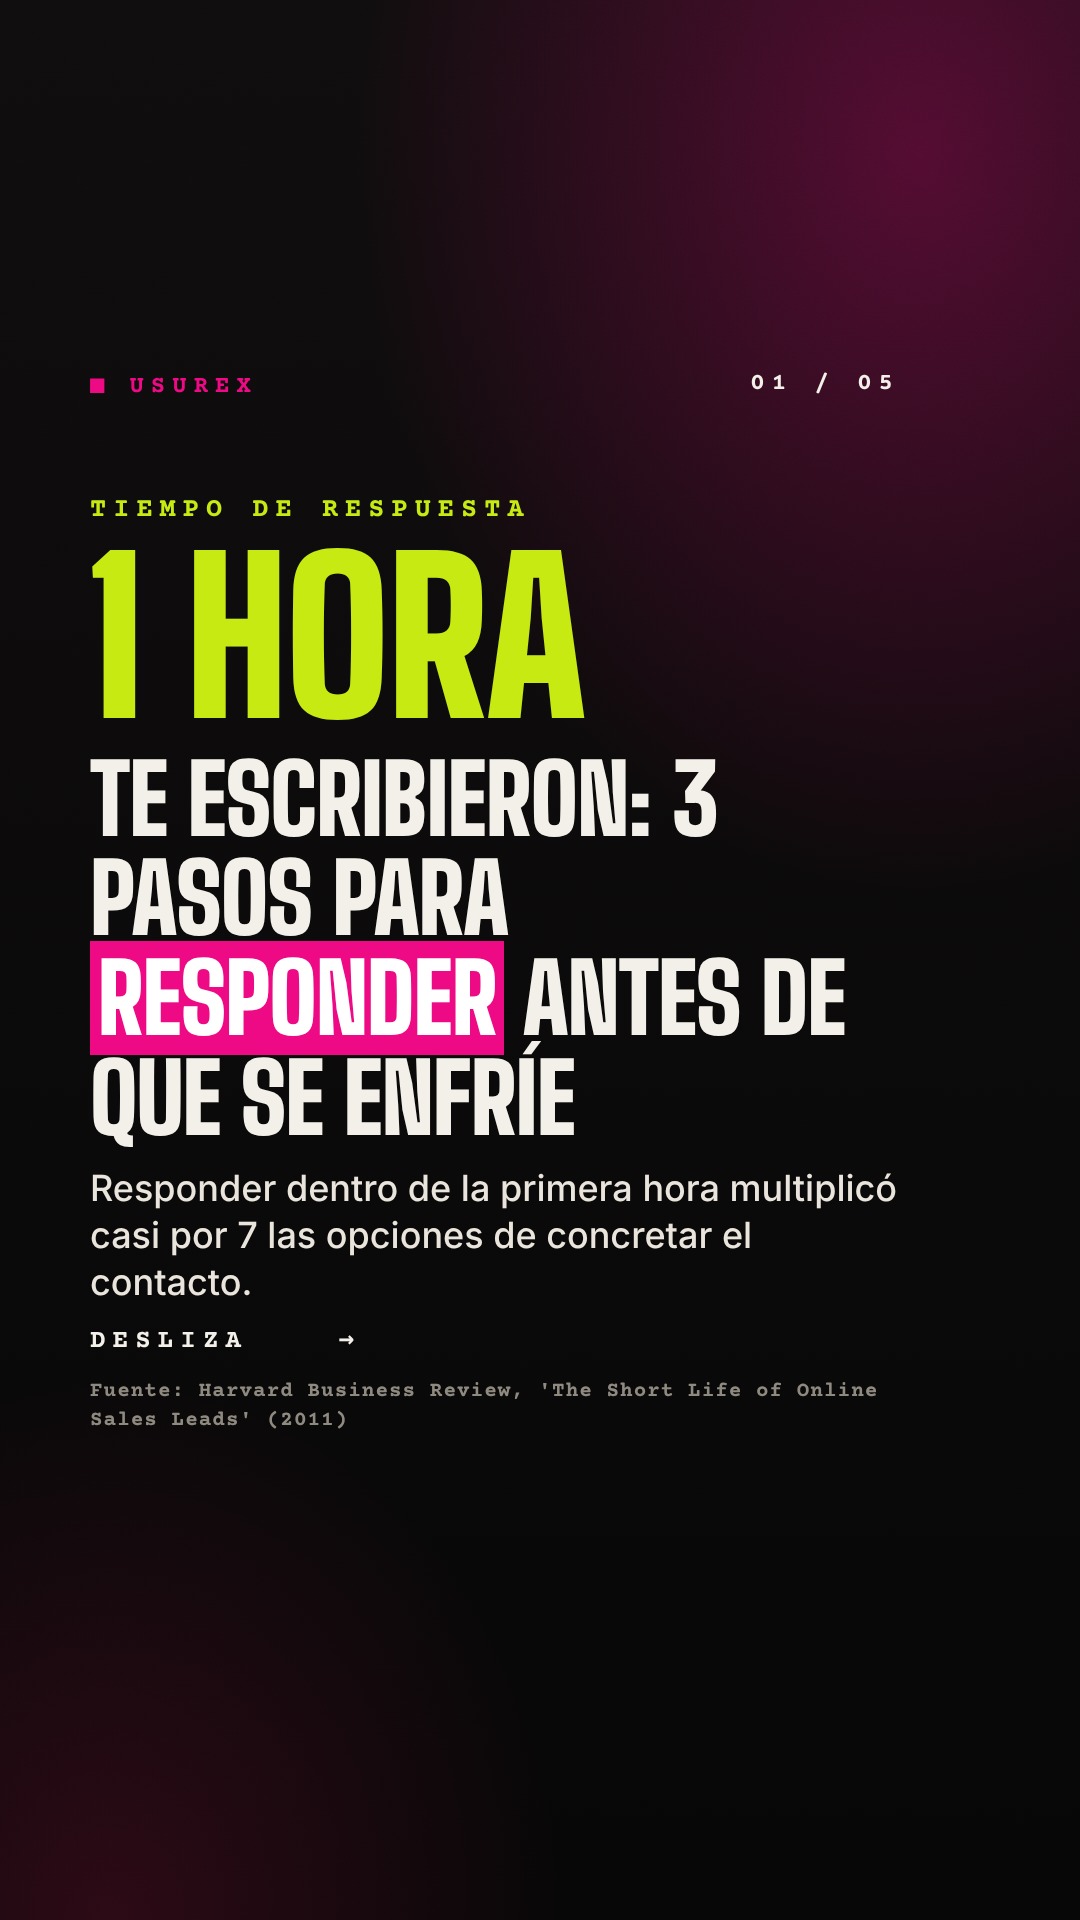 ■ USUREX
01 / 05
TIEMPO DE RESPUESTA
1 HORA
TE ESCRIBIERON: 3
PASOS PARA
RESPONDER ANTES DE
QUE SE ENFRÍE
Responder dentro de la primera hora multiplicó
casi por 7 las opciones de concretar el
contacto.
DESLIZA →
Fuente: Harvard Business Review, 'The Short Life of Online
Sales Leads' (2011)